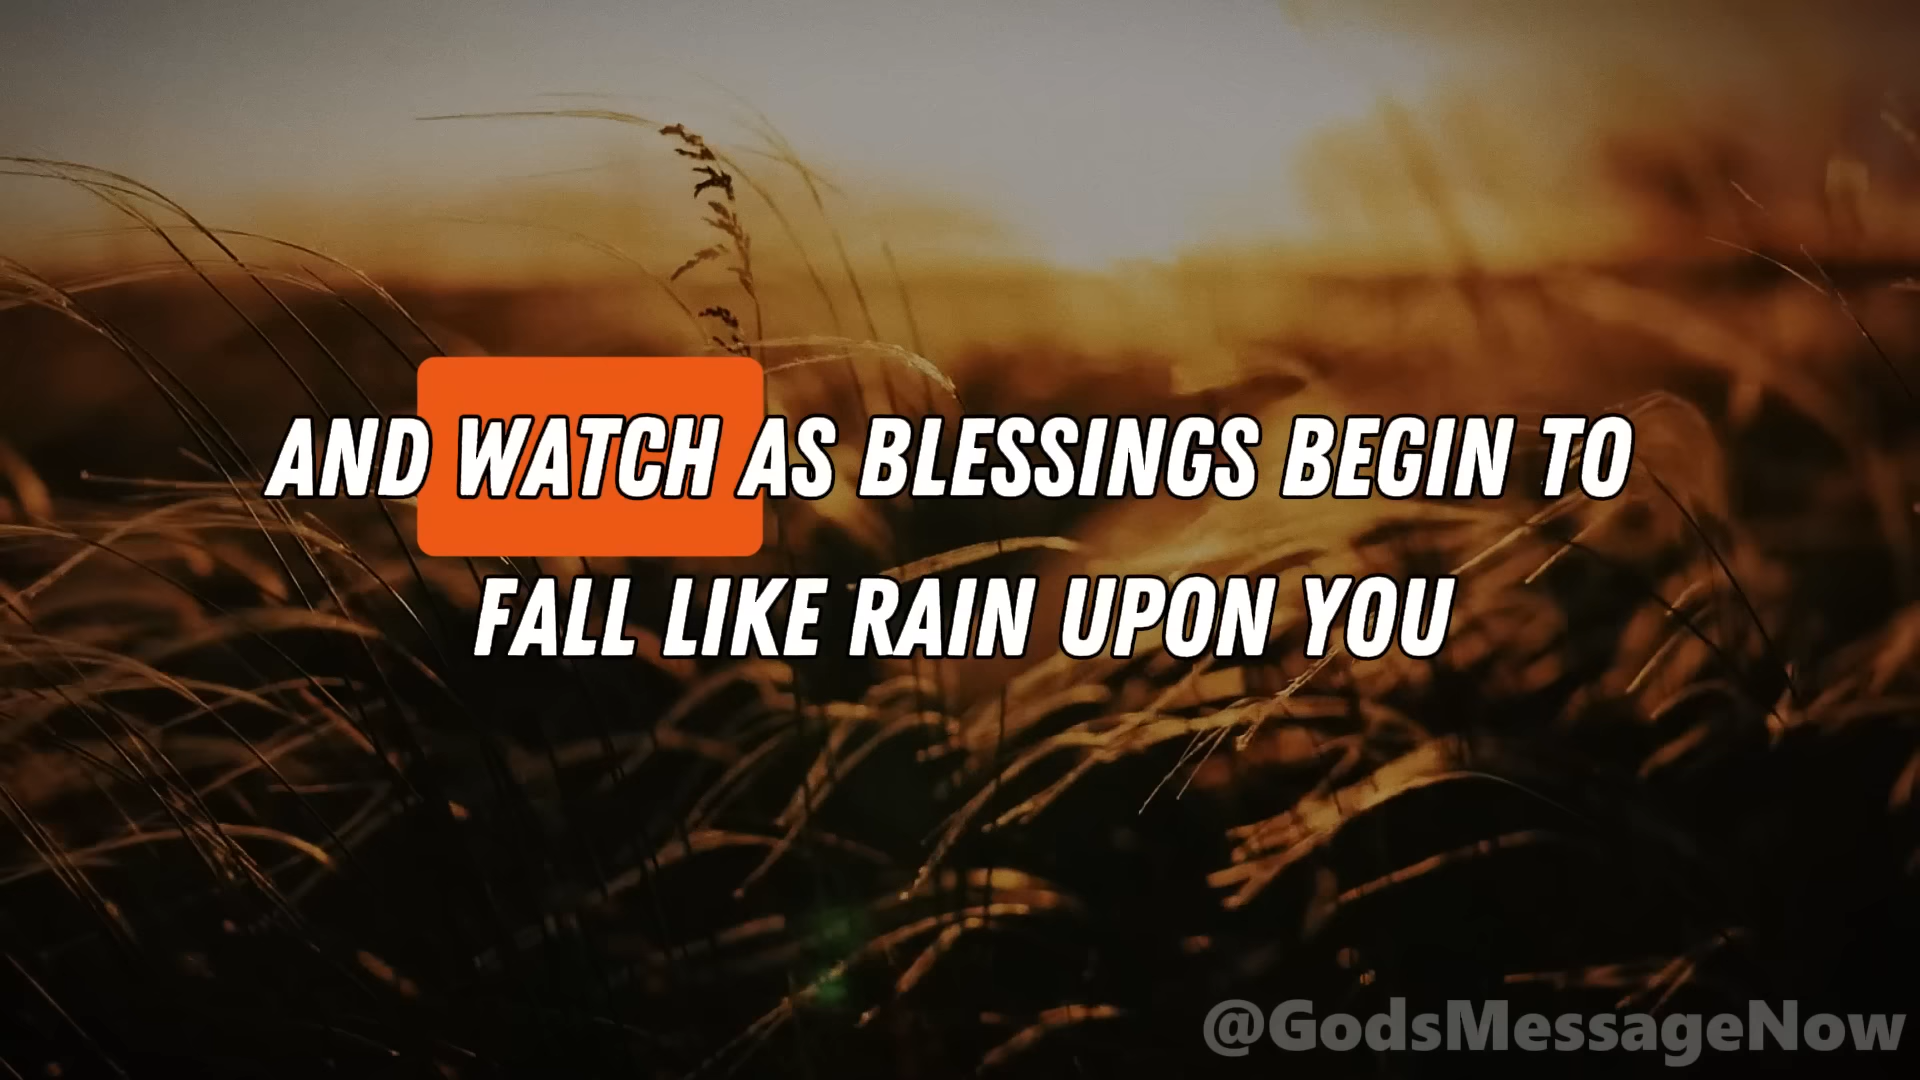 AND WATCH AS BLESSINGS BEGIN TO
FALL LIKE RAIN UPON YOU
@GodsMessageNow